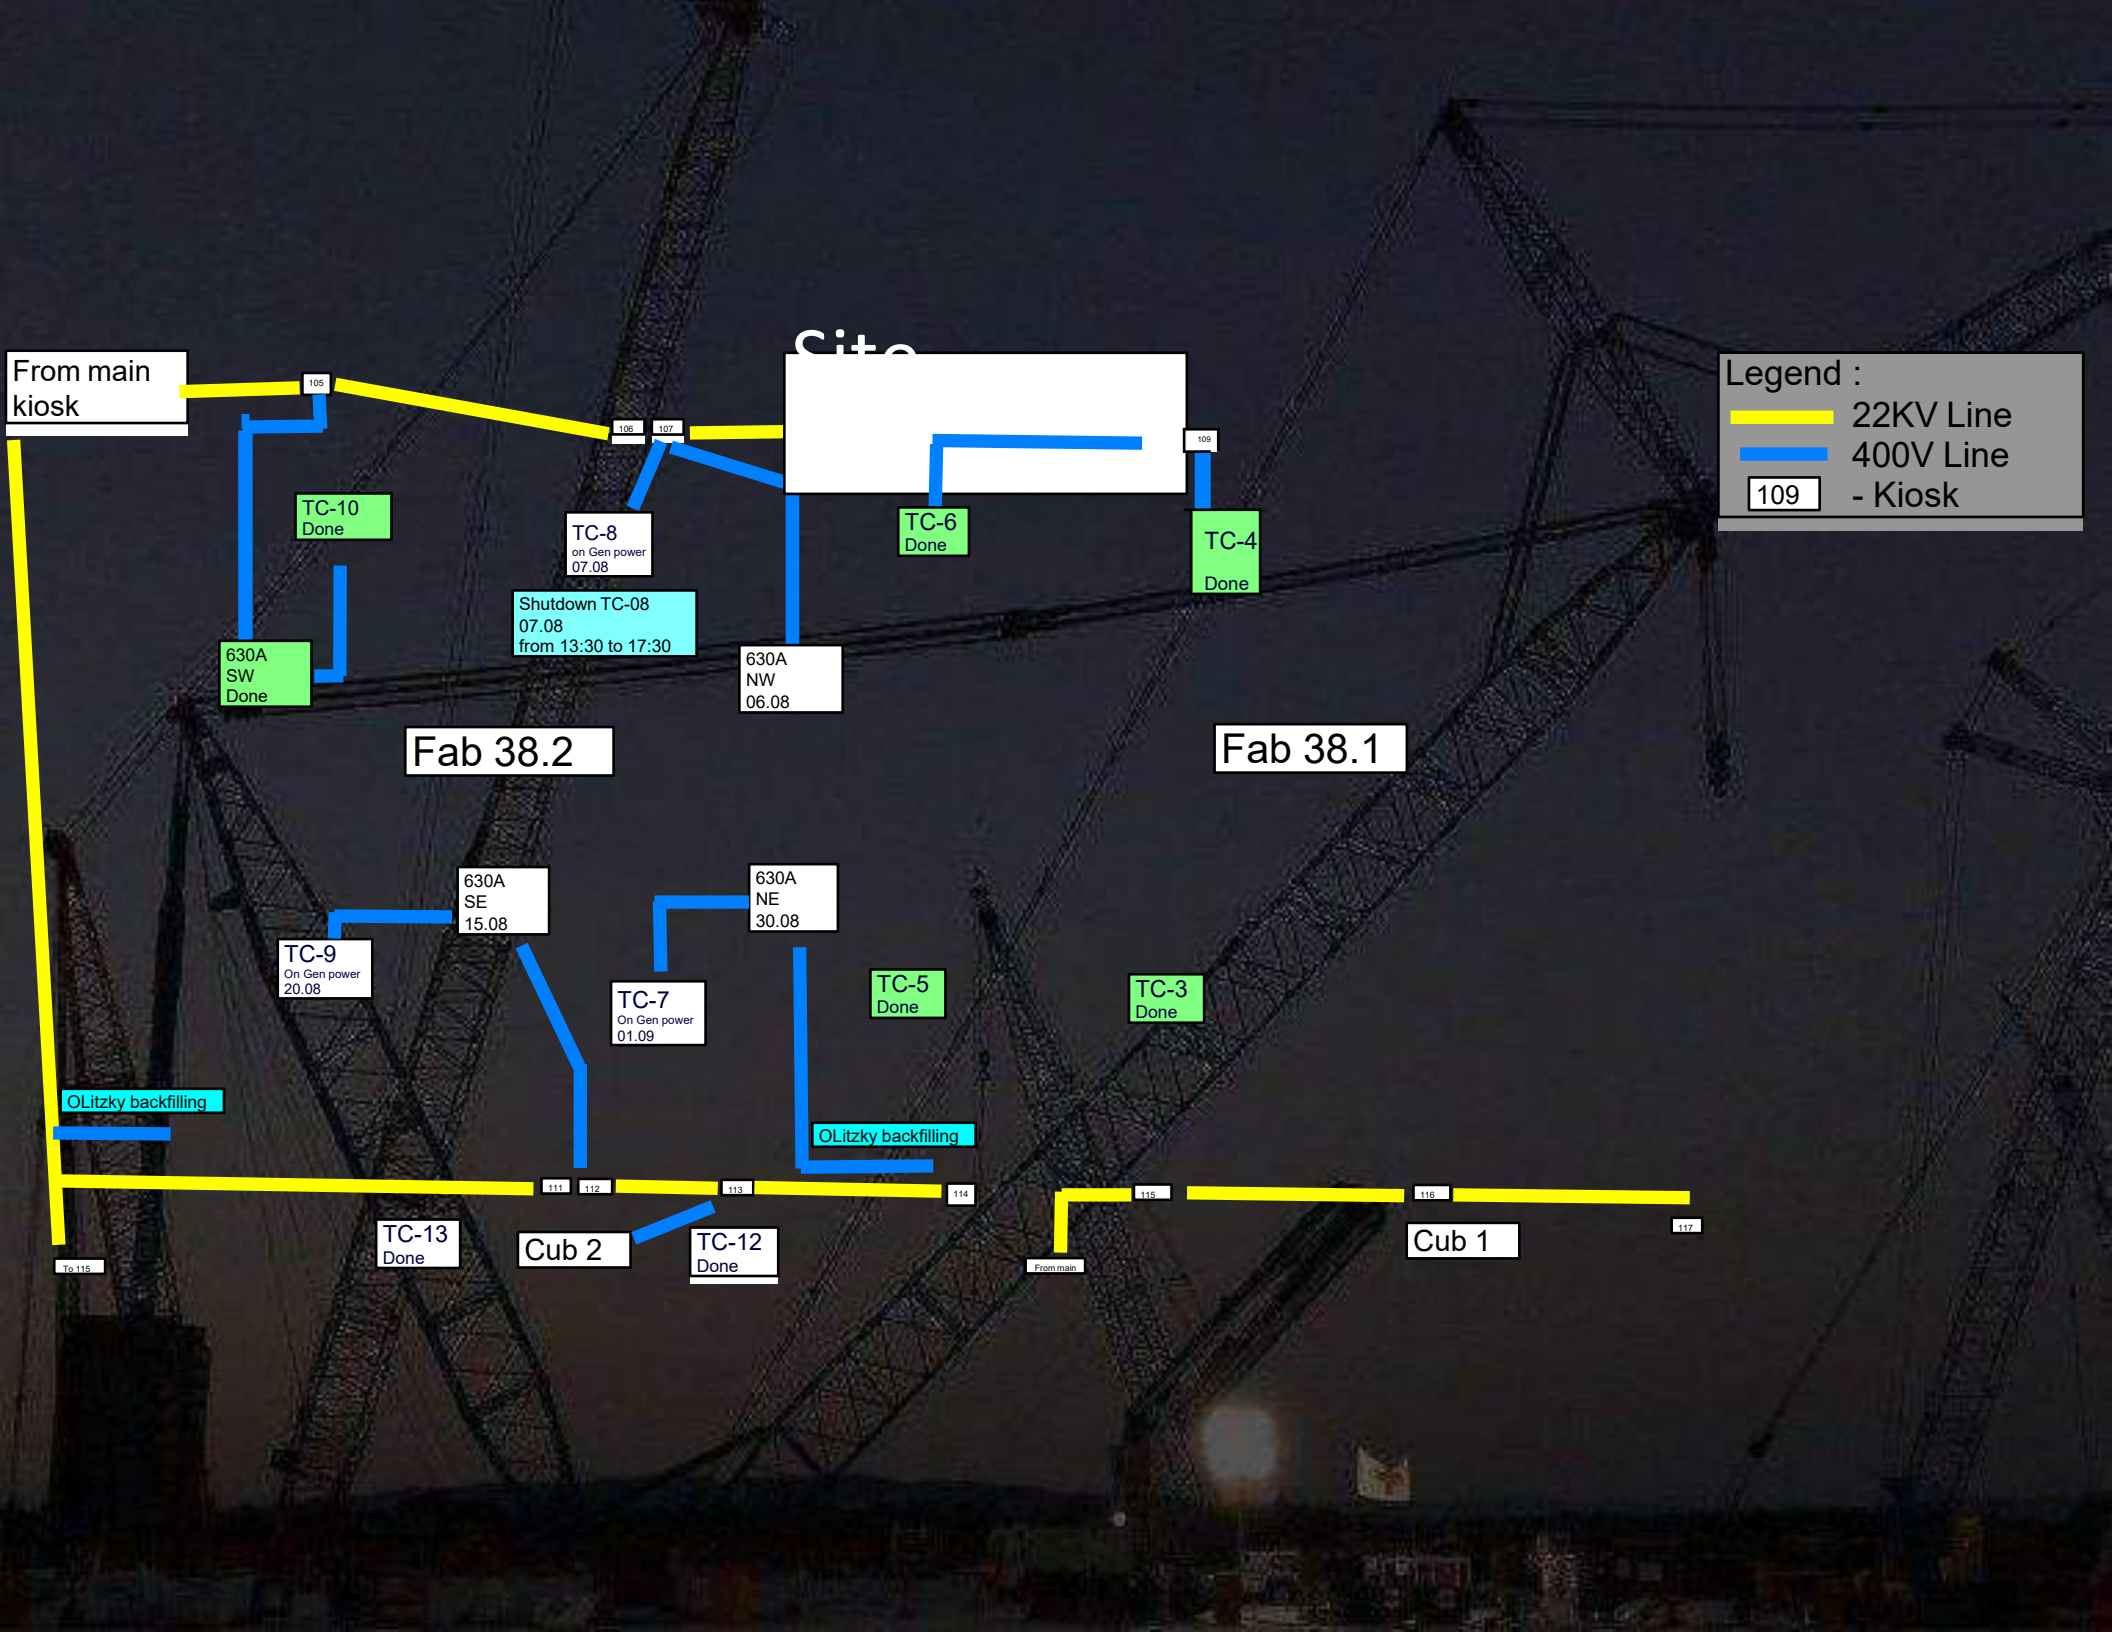 Site
From main
kiosk
105
106
107
109
Legend :
22KV Line
400V Line
109
- Kiosk
TC-10
Done
TC-8
on Gen power
07.08
TC-6
Done
TC-4
Done
Shutdown TC-08
07.08
from 13:30 to 17:30
630A
SW
Done
630A
NW
06.08
Fab 38.2
Fab 38.1
630A
SE
15.08
630A
NE
30.08
TC-9
On Gen power
20.08
TC-7
On Gen power
01.09
TC-5
Done
TC-3
Done
OLitzky backfilling
OLitzky backfilling
111
112
113
114
115
116
117
TC-13
Done
Cub 2
TC-12
Done
Cub 1
To 115
From main